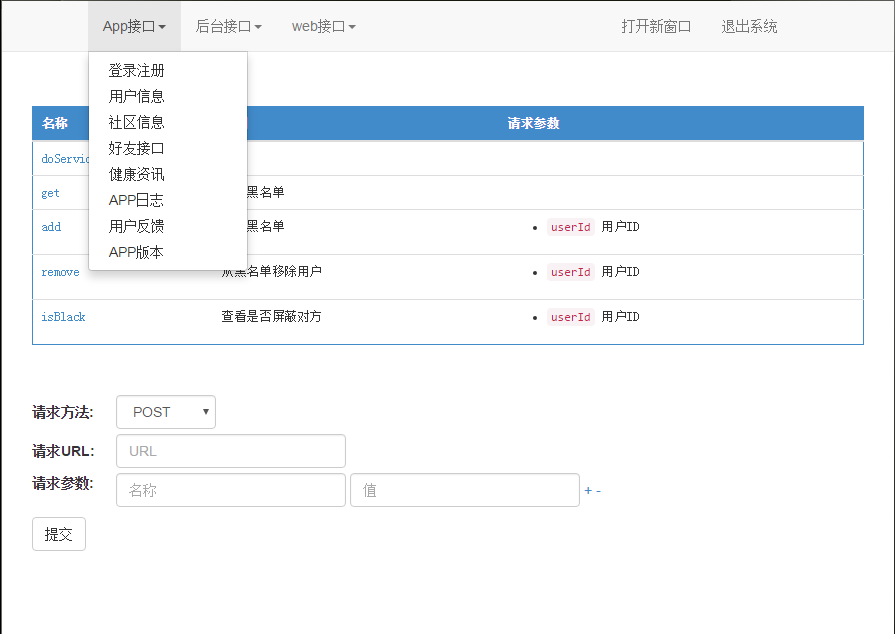 App接口 后台接口 web接口 打开新窗口 退出系统
登录注册
用户信息
社区信息
好友接口
健康资讯
APP日志
用户反馈
APP版本
名称 请求参数
doServic
get 黑名单
add 黑名单 userId 用户ID
remove 从黑名单移除用户 userId 用户ID
isBlack 查看是否屏蔽对方 userId 用户ID
请求方法: POST
请求URL: URL
请求参数: 名称 值 + -
提交